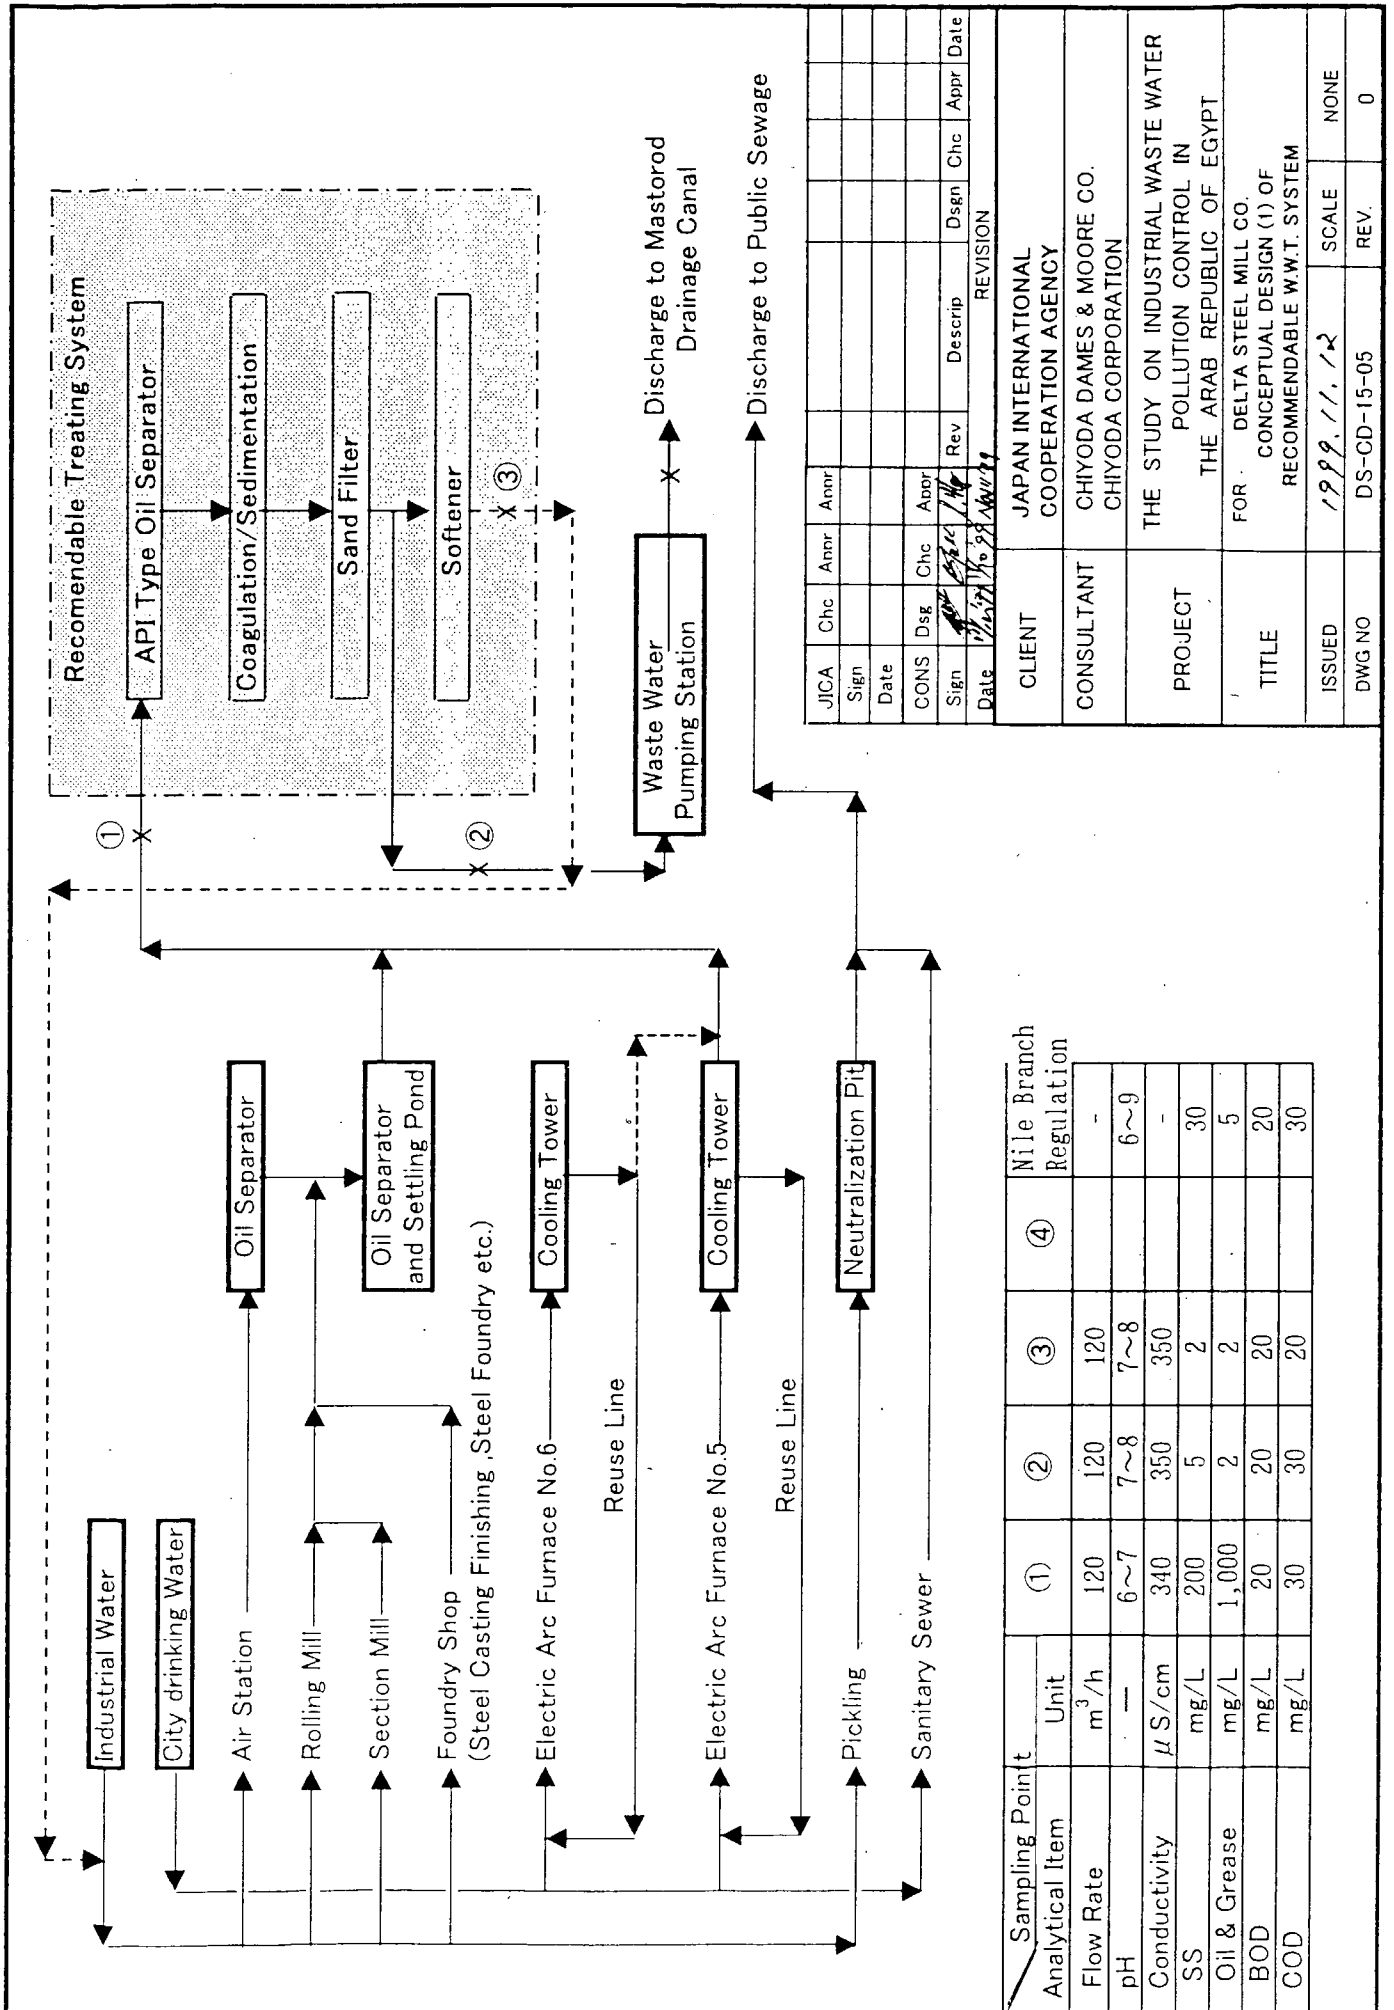 Recomendable Treating System
API Type Oil Separator
Coagulation/Sedimentation
Sand Filter
Softener
①
②
③
Waste Water
Pumping Station
Discharge to Mastorod
Drainage Canal
Discharge to Public Sewage
Industrial Water
City drinking Water
Air Station
Oil Separator
Rolling Mill
Section Mill
Oil Separator
and Settling Pond
Foundry Shop
(Steel Casting Finishing ,Steel Foundry etc.)
Electric Arc Furnace No.6
Cooling Tower
Reuse Line
Electric Arc Furnace No.5
Cooling Tower
Reuse Line
Pickling
Neutralization Pit
Sanitary Sewer
Sampling Point
Analytical Item Unit ① ② ③ ④ Nile Branch
Regulation
Flow Rate m³/h 120 120 120 -
pH — 6~7 7~8 7~8 6~9
Conductivity μS/cm 340 350 350 -
SS mg/L 200 5 2 30
Oil & Grease mg/L 1,000 2 2 5
BOD mg/L 20 20 20 20
COD mg/L 30 30 20 30
JICA Chc Appr Appr
Sign
Date
CONS Dsg Chc Appr Rev Descrip Dsgn Chc Appr Date
Sign
Date REVISION
CLIENT JAPAN INTERNATIONAL
COOPERATION AGENCY
CONSULTANT CHIYODA DAMES & MOORE CO.
CHIYODA CORPORATION
PROJECT THE STUDY ON INDUSTRIAL WASTE WATER
POLLUTION CONTROL IN
THE ARAB REPUBLIC OF EGYPT
TITLE FOR DELTA STEEL MILL CO.
CONCEPTUAL DESIGN (1) OF
RECOMMENDABLE W.W.T. SYSTEM
ISSUED 1999.11.12 SCALE NONE
DWG NO DS-CD-15-05 REV. 0